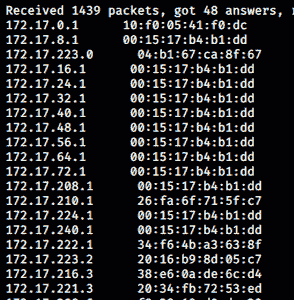 Received 1439 packets, got 48 answers,
172.17.0.1 10:f0:05:41:f0:dc
172.17.8.1 00:15:17:b4:b1:dd
172.17.223.0 04:b1:67:ca:8f:67
172.17.16.1 00:15:17:b4:b1:dd
172.17.24.1 00:15:17:b4:b1:dd
172.17.32.1 00:15:17:b4:b1:dd
172.17.40.1 00:15:17:b4:b1:dd
172.17.48.1 00:15:17:b4:b1:dd
172.17.56.1 00:15:17:b4:b1:dd
172.17.64.1 00:15:17:b4:b1:dd
172.17.72.1 00:15:17:b4:b1:dd
172.17.208.1 00:15:17:b4:b1:dd
172.17.210.1 26:fa:6f:71:5f:c7
172.17.224.1 00:15:17:b4:b1:dd
172.17.240.1 00:15:17:b4:b1:dd
172.17.222.1 34:f6:4b:a3:63:8f
172.17.223.2 20:16:b9:8d:05:c7
172.17.216.3 38:e6:0a:de:6c:d4
172.17.221.3 20:34:fb:72:53:ed